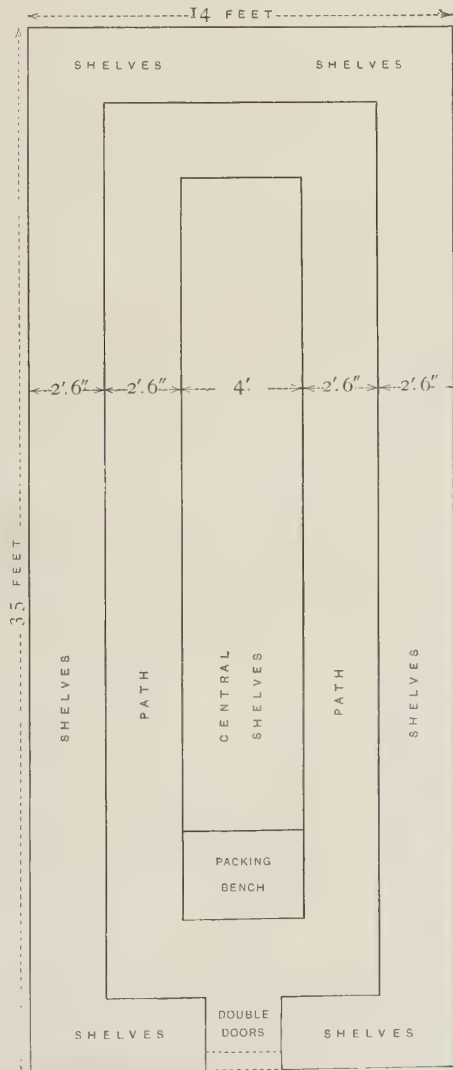 14 FEET
SHELVES SHELVES
2'.6" 2'.6" 4'. 2'.6" 2'.6"
35 FEET
SHELVES
PATH
CENTRAL
SHELVES
PATH
SHELVES
PACKING
BENCH
DOUBLE
DOORS
SHELVES SHELVES